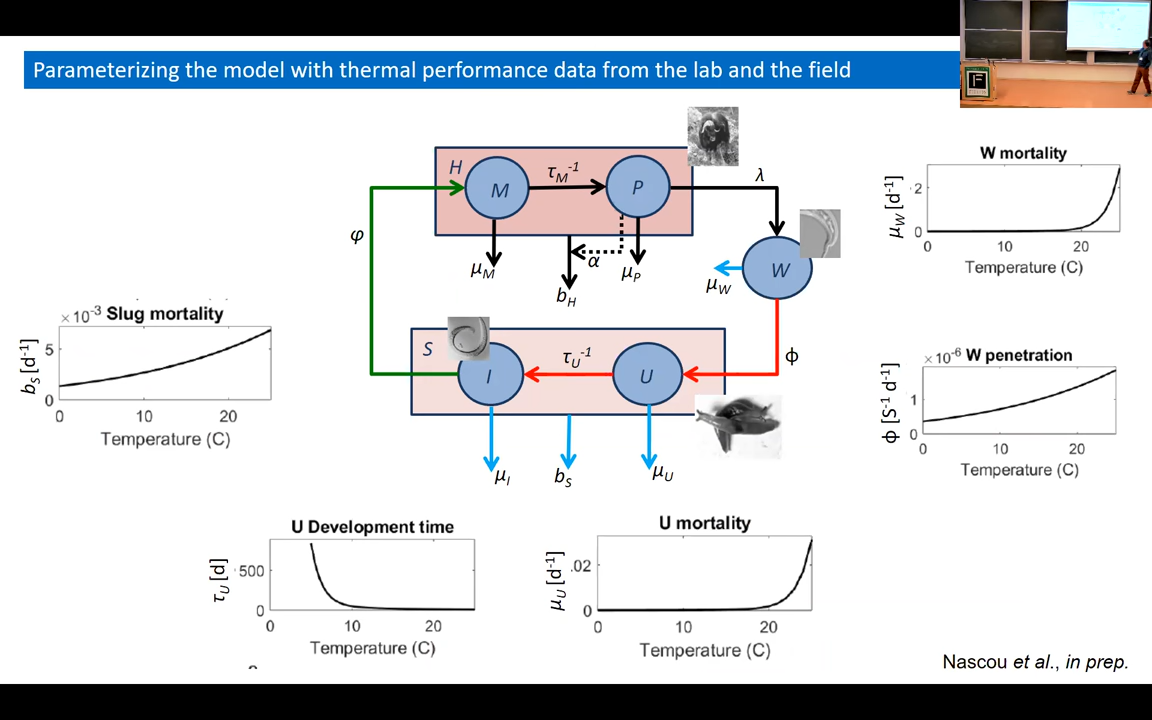 Parameterizing the model with thermal performance data from the lab and the field
F
H
M
τM-1
P
λ
φ
α
μM
μP
bH
W
μW
S
I
τU-1
U
ϕ
μI
bS
μU
×10-3 Slug mortality
bS [d-1]
5
0
0 10 20
Temperature (C)
W mortality
μW [d-1]
2
0
0 10 20
Temperature (C)
×10-6 W penetration
ϕ [S-1 d-1]
1
0
0 10 20
Temperature (C)
U Development time
τU [d]
500
0
0 10 20
Temperature (C)
U mortality
μU [d-1]
.02
0
0 10 20
Temperature (C)
Nascou et al., in prep.